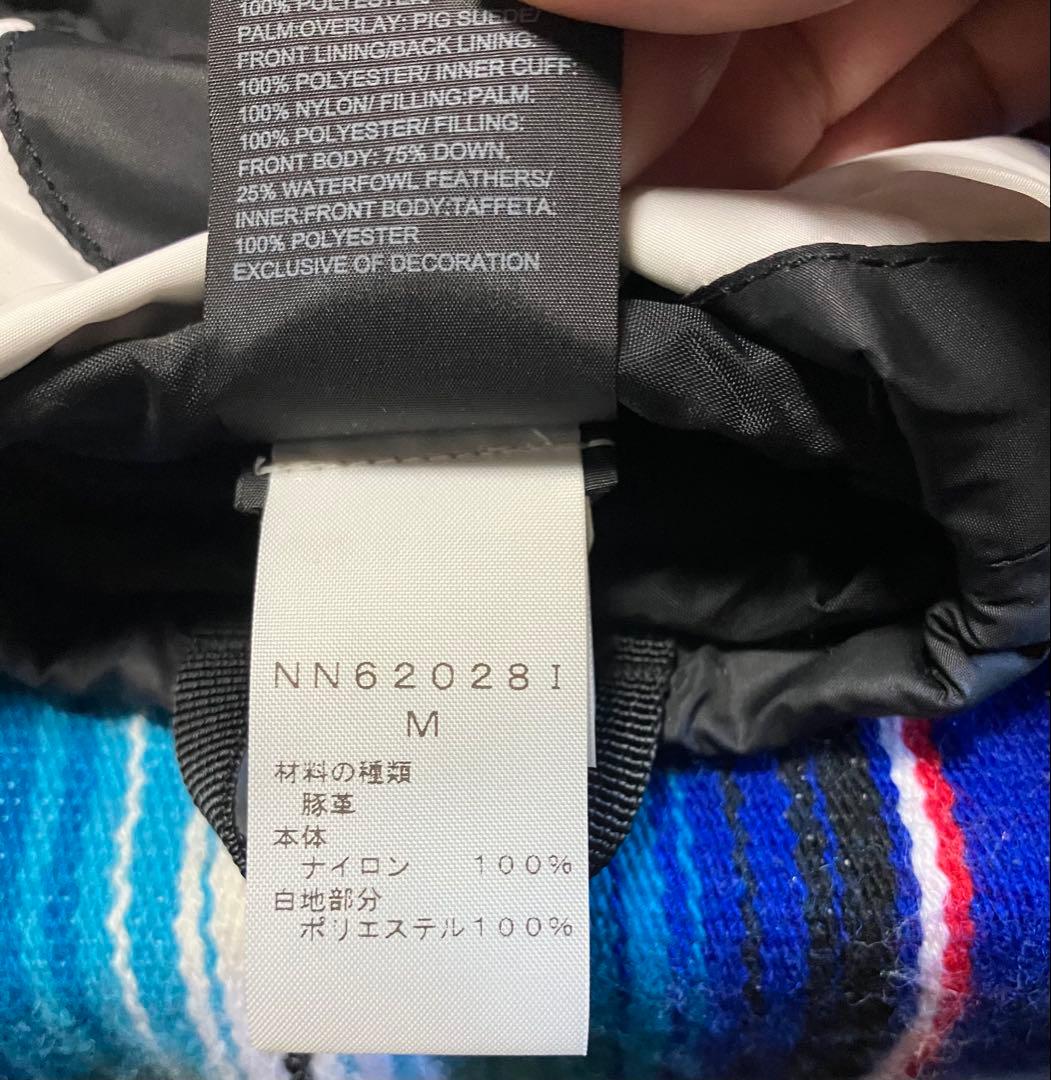 100% POLYESTER/
PALM:OVERLAY: PIG SUEDE/
FRONT LINING/BACK LINING:
100% POLYESTER/ INNER CUFF:
100% NYLON/ FILLING:PALM:
100% POLYESTER/ FILLING:
FRONT BODY: 75% DOWN,
25% WATERFOWL FEATHERS/
INNER:FRONT BODY:TAFFETA:
100% POLYESTER
EXCLUSIVE OF DECORATION
NN62028I
M
材料の種類
豚革
本体
ナイロン 100%
白地部分
ポリエステル100%